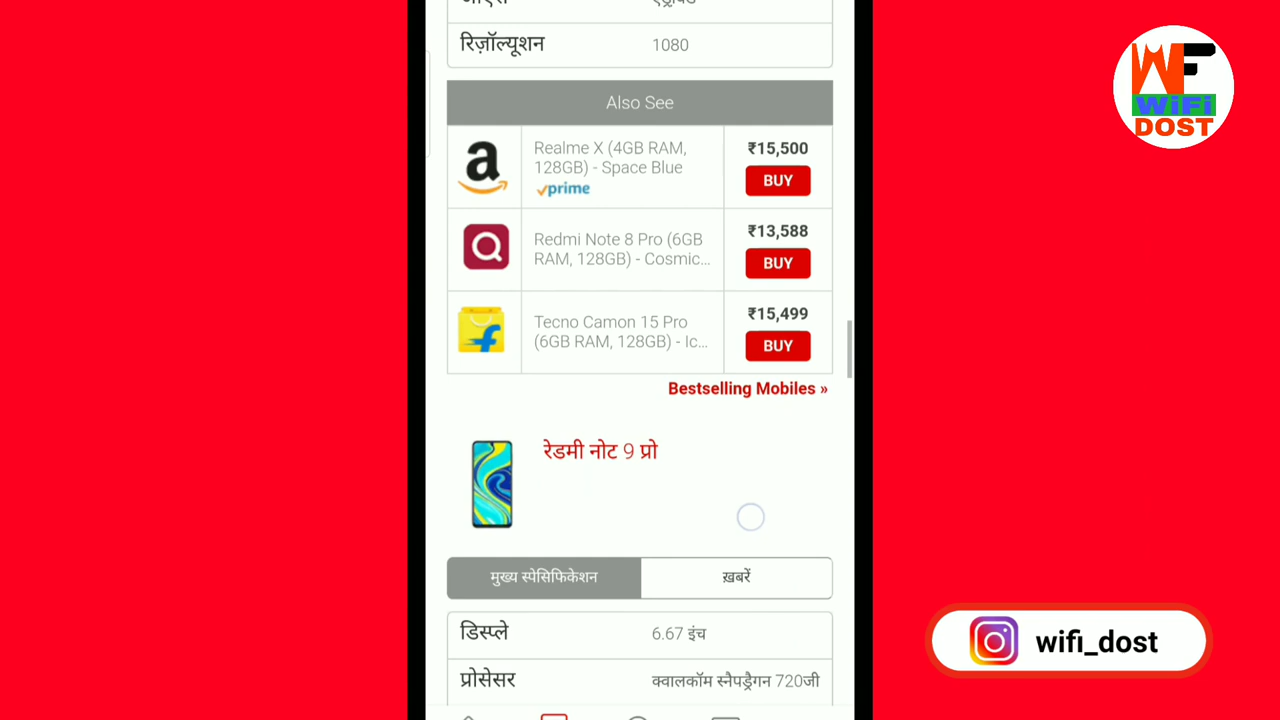 रिज़ॉल्यूशन 1080
Also See
Realme X (4GB RAM,
128GB) - Space Blue
prime
₹15,500
BUY
Redmi Note 8 Pro (6GB
RAM, 128GB) - Cosmic...
₹13,588
BUY
Tecno Camon 15 Pro
(6GB RAM, 128GB) - Ic...
₹15,499
BUY
Bestselling Mobiles »
रेडमी नोट 9 प्रो
मुख्य स्पेसिफिकेशन ख़बरें
डिस्प्ले 6.67 इंच
प्रोसेसर क्वालकॉम स्नैपड्रैगन 720जी
WF
WiFi
DOST
wifi_dost